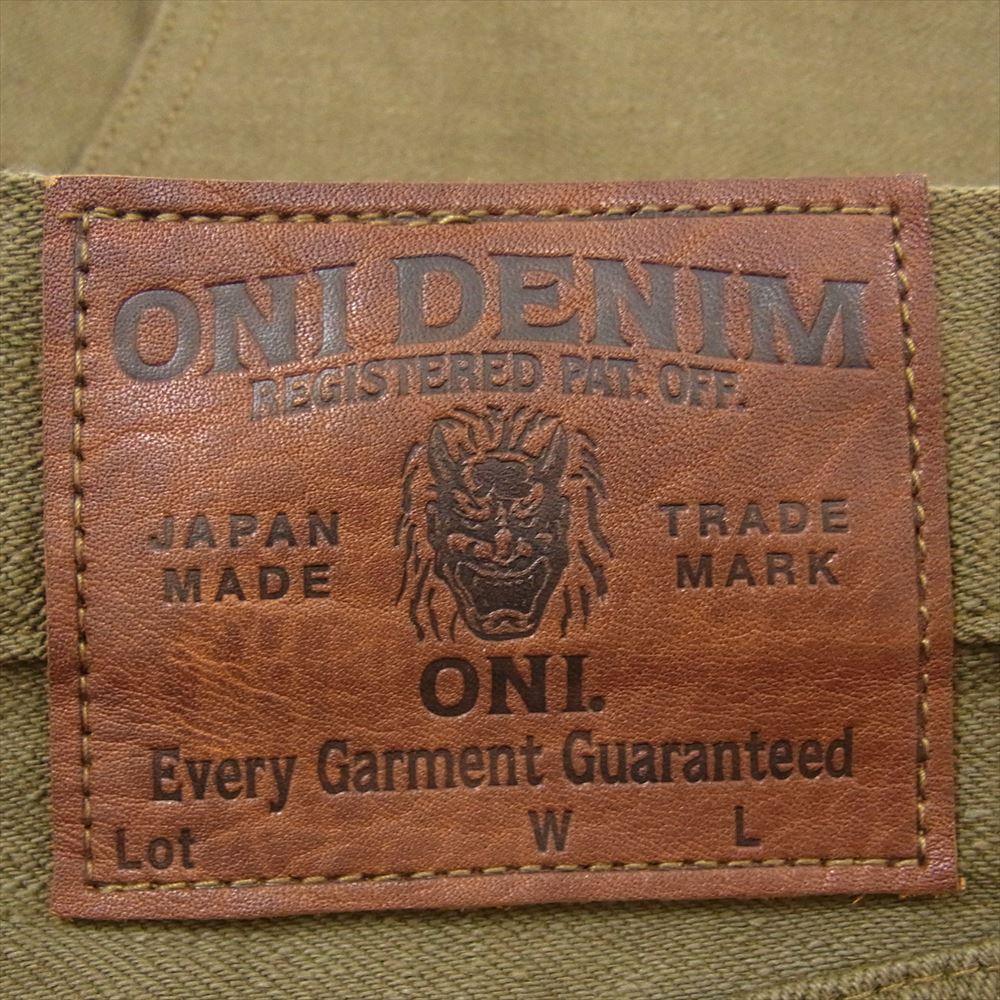 ONI DENIM
REGISTERED PAT. OFF.
JAPAN MADE
TRADE MARK
ONI.
Every Garment Guaranteed
Lot W L